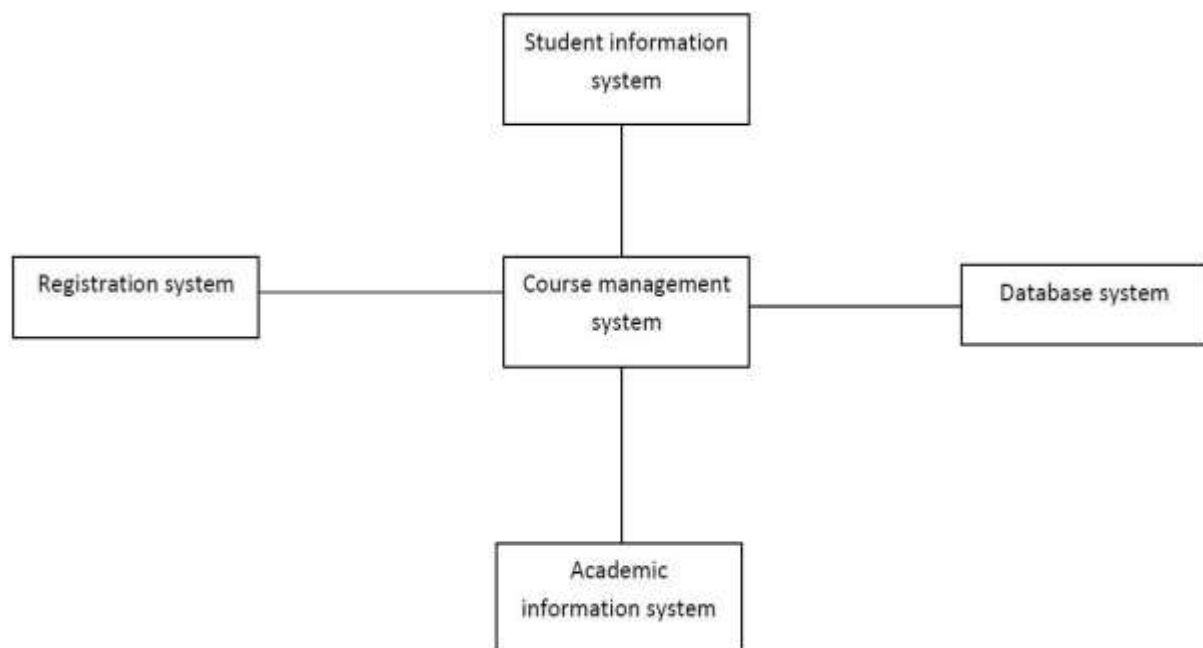 Student information
system
Registration system
Course management
system
Database system
Academic
information system